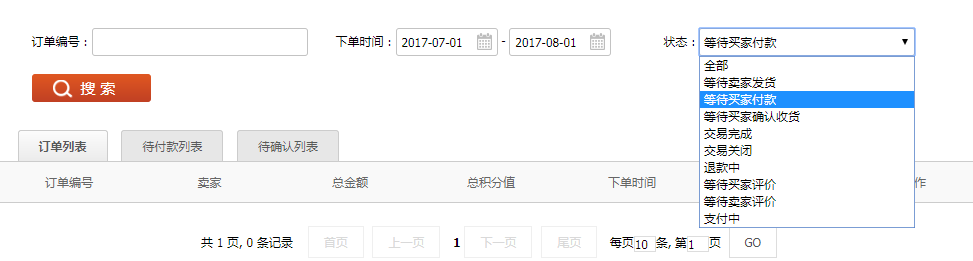 订单编号： 下单时间： 2017-07-01 - 2017-08-01 状态： 等待买家付款
全部
等待卖家发货
等待买家付款
等待买家确认收货
交易完成
交易关闭
退款中
等待买家评价
等待卖家评价
支付中
搜 索
订单列表 待付款列表 待确认列表
订单编号 卖家 总金额 总积分值 下单时间 作
共 1 页, 0 条记录 首页 上一页 1 下一页 尾页 每页10条, 第1页 GO